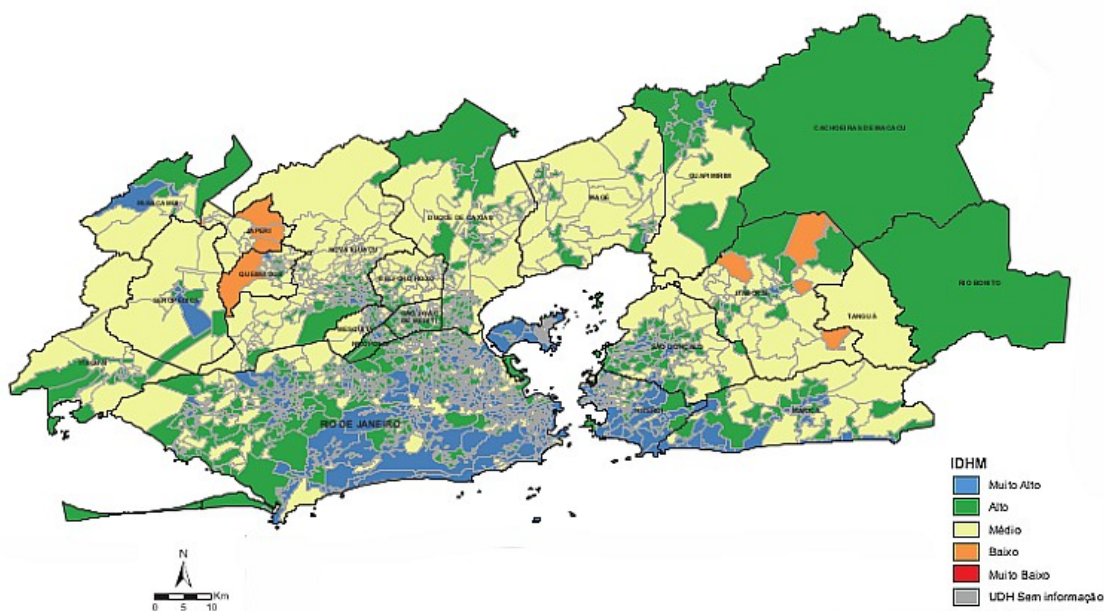 CACHOEIRAS DE MACACU
GUAPIMIRIM
MAGÉ
PARACAMBI
DUQUE DE CAXIAS
JAPERI
NOVA IGUAÇU
QUEIMADOS
BELFORD ROXO
RIO BONITO
SEROPÉDICA
ITABORAÍ
SÃO JOÃO
DE MERITI
TANGUÁ
MESQUITA
NILÓPOLIS
SÃO GONÇALO
ITAGUAÍ
NITERÓI
MARICÁ
RIO DE JANEIRO
IDHM
Muito Alto
Alto
Médio
Baixo
Muito Baixo
UDH Sem informação
N
Km
0 5 10